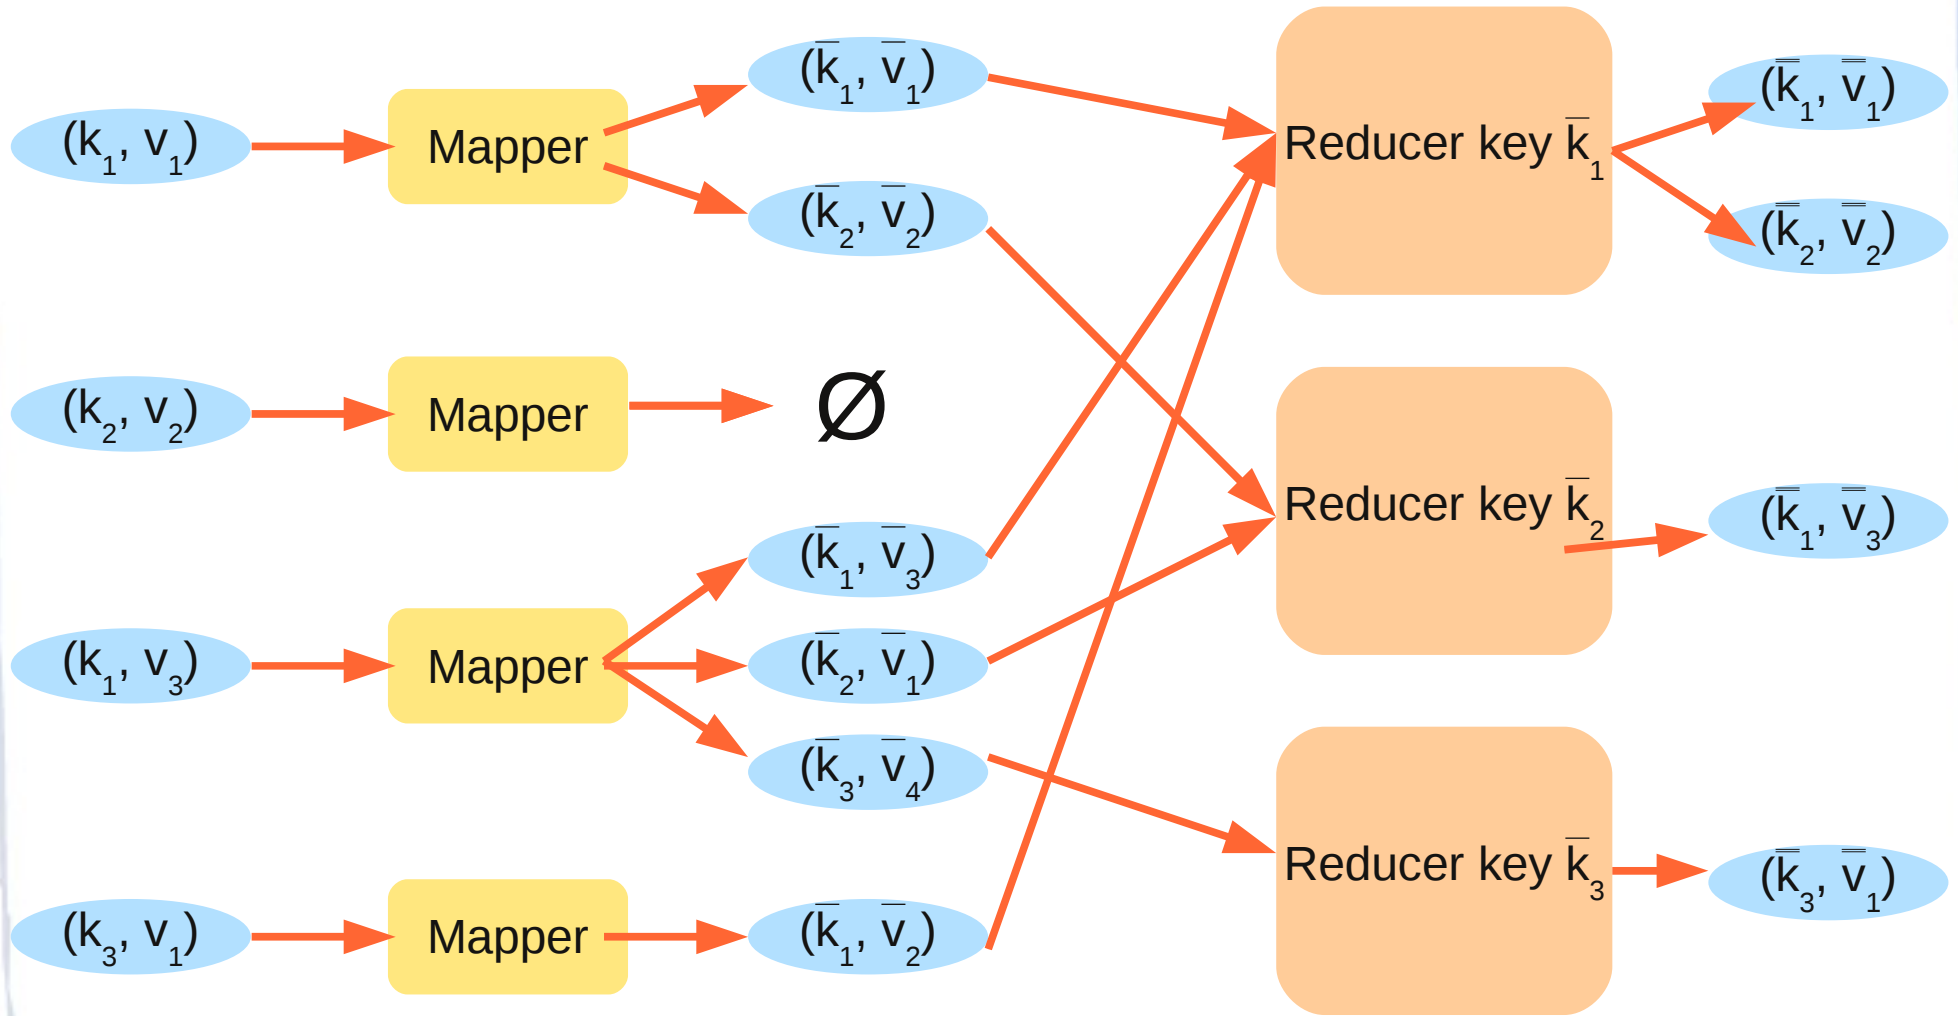 (k₁, v₁)
Mapper
(k̅₁, v̅₁)
(k̅₂, v̅₂)
Reducer key k̅₁
(k̿₁, v̿₁)
(k̿₂, v̿₂)
(k₂, v₂)
Mapper
Ø
Reducer key k̅₂
(k̿₁, v̿₃)
(k₁, v₃)
Mapper
(k̅₁, v̅₃)
(k̅₂, v̅₁)
(k̅₃, v̅₄)
Reducer key k̅₃
(k̿₃, v̿₁)
(k₃, v₁)
Mapper
(k̅₁, v̅₂)